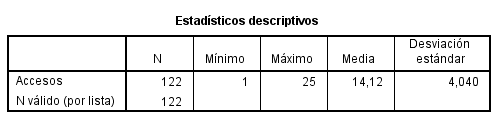 Estadísticos descriptivos
N Mínimo Máximo Media Desviación estándar
Accesos 122 1 25 14,12 4,040
N válido (por lista) 122